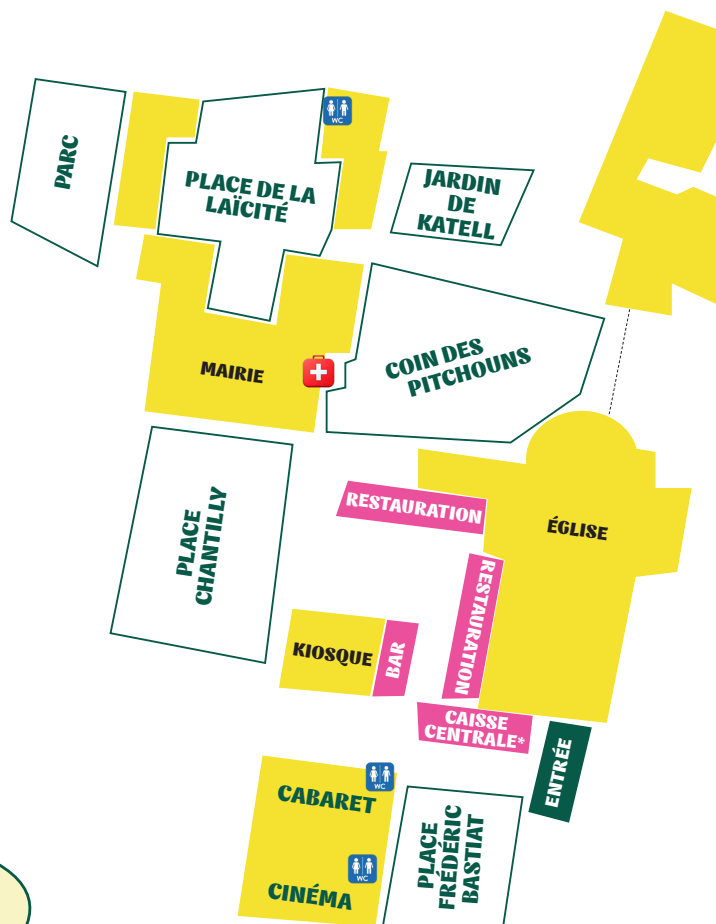 WC
PARC
PLACE DE LA
LAÏCITÉ
JARDIN
DE
KATELL
COIN DES
PITCHOUNS
MAIRIE
RESTAURATION
ÉGLISE
PLACE
CHANTILLY
RESTAURATION
KIOSQUE
BAR
CAISSE
CENTRALE*
ENTRÉE
WC
CABARET
PLACE
FRÉDÉRIC
BASTIAT
WC
CINÉMA